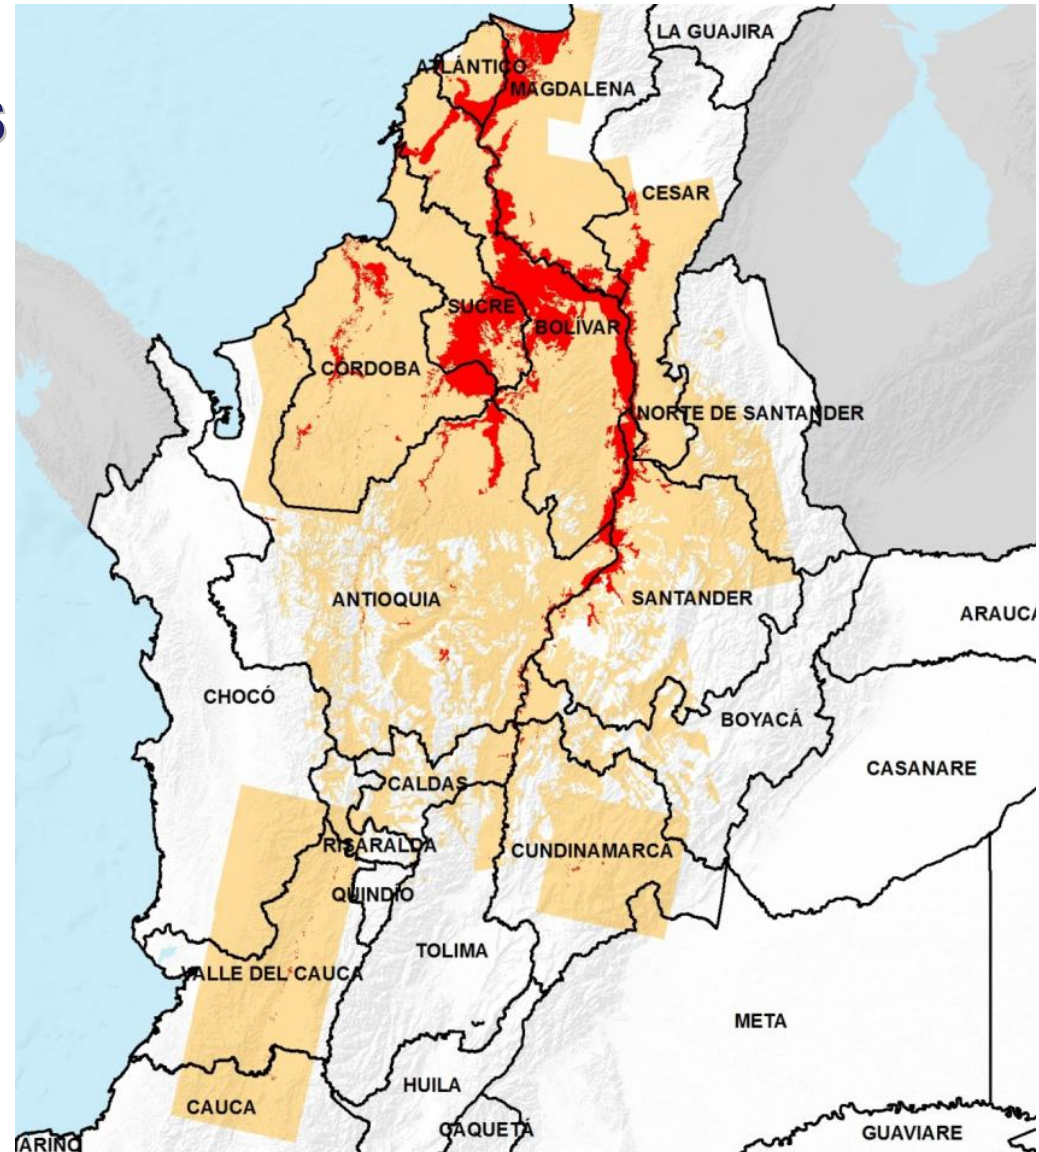 LA GUAJIRA
ATLÁNTICO
MAGDALENA
S
CESAR
SUCRE
BOLÍVAR
CÓRDOBA
NORTE DE SANTANDER
ANTIOQUIA
SANTANDER
ARAUCA
CHOCÓ
BOYACÁ
CASANARE
CALDAS
RISARALDA
CUNDINAMARCA
QUINDÍO
TOLIMA
VALLE DEL CAUCA
META
HUILA
CAUCA
CAQUETÁ
GUAVIARE
ARIÑO